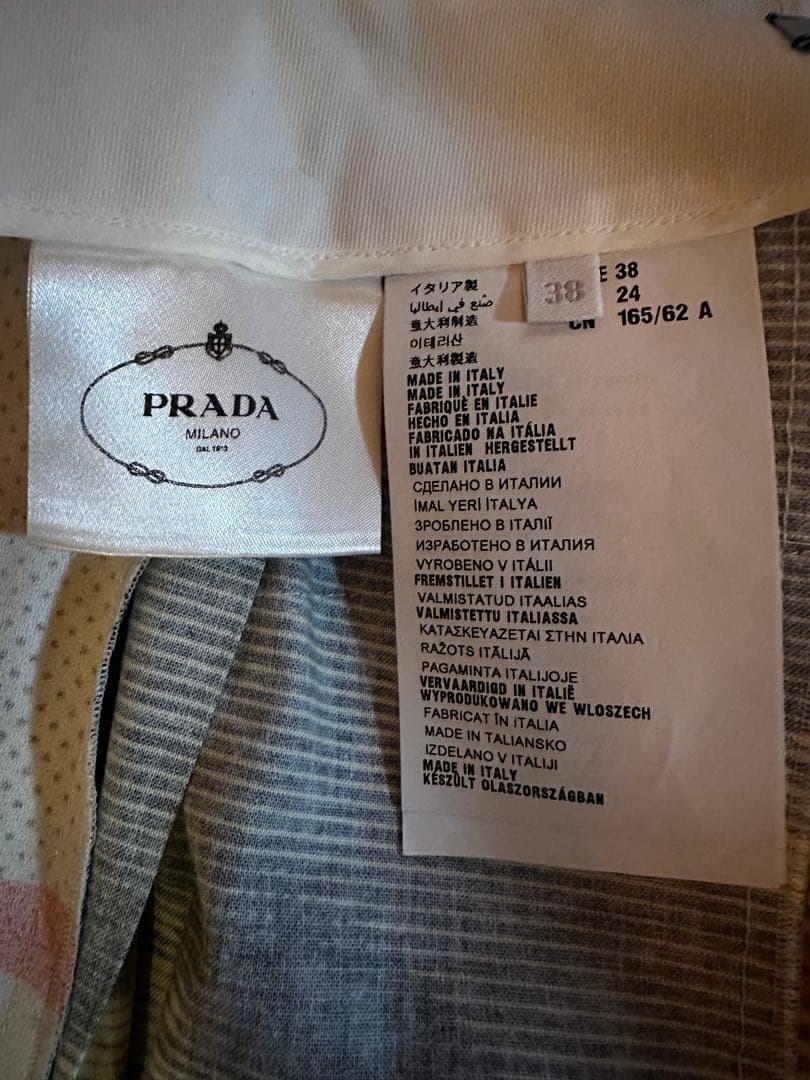 PRADA
MILANO
DAL 1913
38
E 38
24
CN 165/62 A
イタリア製
صنع في إيطاليا
意大利制造
이테리산
意大利製造
MADE IN ITALY
MADE IN ITALY
FABRIQUÈ EN ITALIE
HECHO EN ITALIA
FABRICADO NA ITÁLIA
IN ITALIEN HERGESTELLT
BUATAN ITALIA
СДЕЛАНО В ИТАЛИИ
İMAL YERİ İTALYA
ЗРОБЛЕНО В ІТАЛІЇ
ИЗРАБОТЕНО В ИТАЛИЯ
VYROBENO V ITÁLII
FREMSTILLET I ITALIEN
VALMISTATUD ITAALIAS
VALMISTETTU ITALIASSA
ΚΑΤΑΣΚΕΥΑΖΕΤΑΙ ΣΤΗΝ ΙΤΑΛΙΑ
RAŽOTS ITĀLIJĀ
PAGAMINTA ITALIJOJE
VERVAARDIGD IN ITALIË
WYPRODUKOWANO WE WLOSZECH
FABRICAT ÎN ITALIA
MADE IN TALIANSKO
IZDELANO V ITALIJI
MADE IN ITALY
KÉSZÜLT OLASZORSZÁGBAN